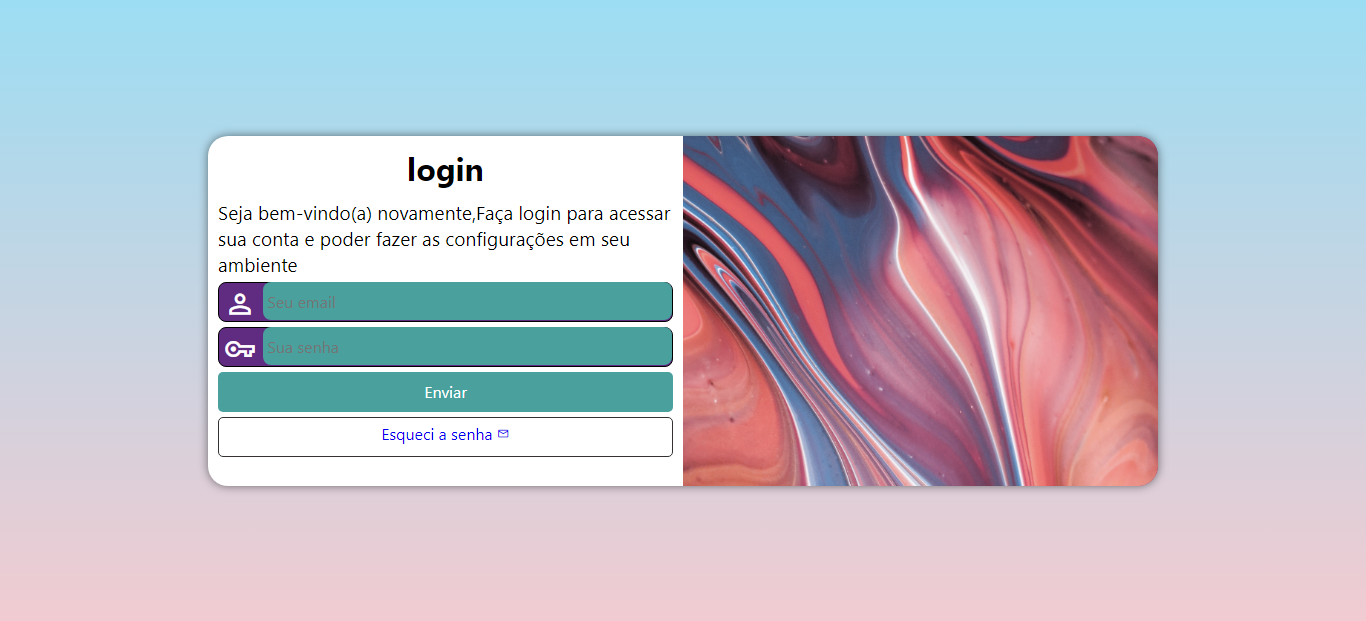 login
Seja bem-vindo(a) novamente,Faça login para acessar
sua conta e poder fazer as configurações em seu
ambiente
Seu email
Sua senha
Enviar
Esqueci a senha